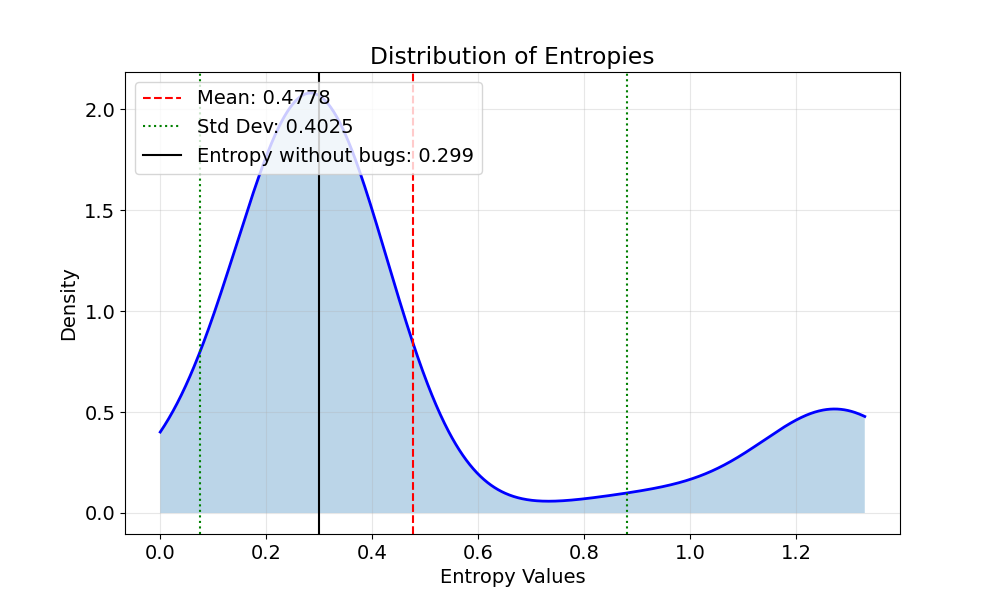 Distribution of Entropies
Mean: 0.4778
Std Dev: 0.4025
Entropy without bugs: 0.299
Density
2.0
1.5
1.0
0.5
0.0
0.0 0.2 0.4 0.6 0.8 1.0 1.2
Entropy Values